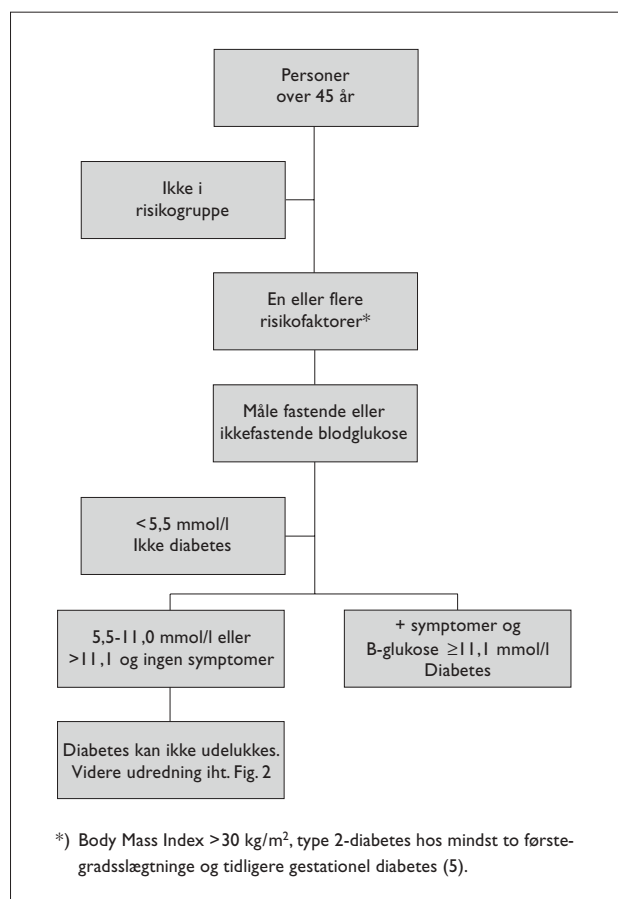 Personer
over 45 år
Ikke i
risikogruppe
En eller flere
risikofaktorer*
Måle fastende eller
ikkefastende blodglukose
<5,5 mmol/l
Ikke diabetes
5,5-11,0 mmol/l eller
>11,1 og ingen symptomer
+ symptomer og
B-glukose ≥11,1 mmol/l
Diabetes
Diabetes kan ikke udelukkes.
Videre udredning iht. Fig. 2
*) Body Mass Index >30 kg/m², type 2-diabetes hos mindst to første-
gradsslægtninge og tidligere gestationel diabetes (5).